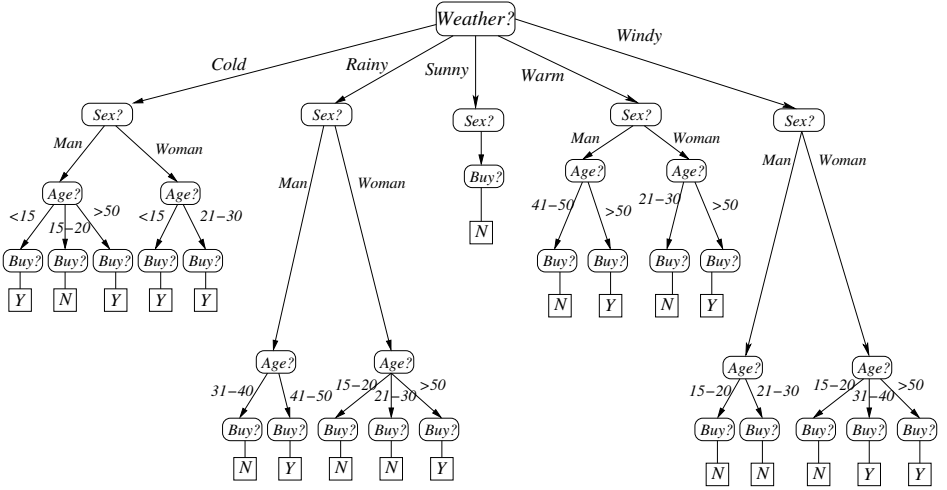 Weather?
Cold
Rainy
Sunny
Warm
Windy
Sex?
Sex?
Sex?
Sex?
Sex?
Man
Woman
Man
Woman
Buy?
N
Man
Woman
Man
Woman
Age?
Age?
Age?
Age?
<15
15-20
>50
<15
21-30
41-50
>50
21-30
>50
Buy?
Buy?
Buy?
Buy?
Buy?
Buy?
Buy?
Buy?
Buy?
Y
N
Y
Y
Y
N
Y
N
Y
Age?
Age?
Age?
Age?
31-40
41-50
15-20
21-30
>50
15-20
21-30
15-20
31-40
>50
Buy?
Buy?
Buy?
Buy?
Buy?
Buy?
Buy?
Buy?
Buy?
Buy?
N
Y
N
N
Y
N
N
N
Y
Y